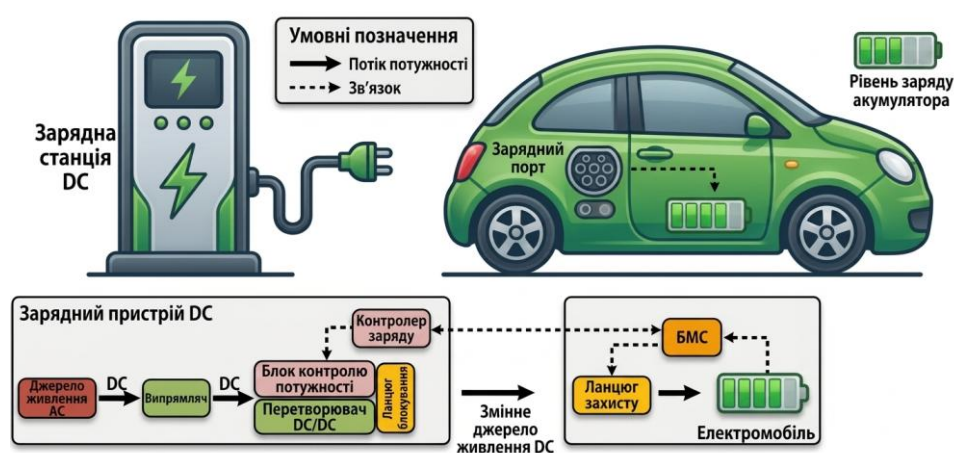 Умовні позначення
Потік потужності
Зв'язок
Зарядна
станція
DC
Зарядний
порт
Рівень заряду
акумулятора
Зарядний пристрій DC
Контролер
заряду
Джерело
живлення
AC
DC
Випрямляч
DC
Блок контролю
потужності
Перетворювач
DC/DC
Ланцюг
блокування
Змінне
джерело
живлення DC
БМС
Ланцюг
захисту
Електромобіль